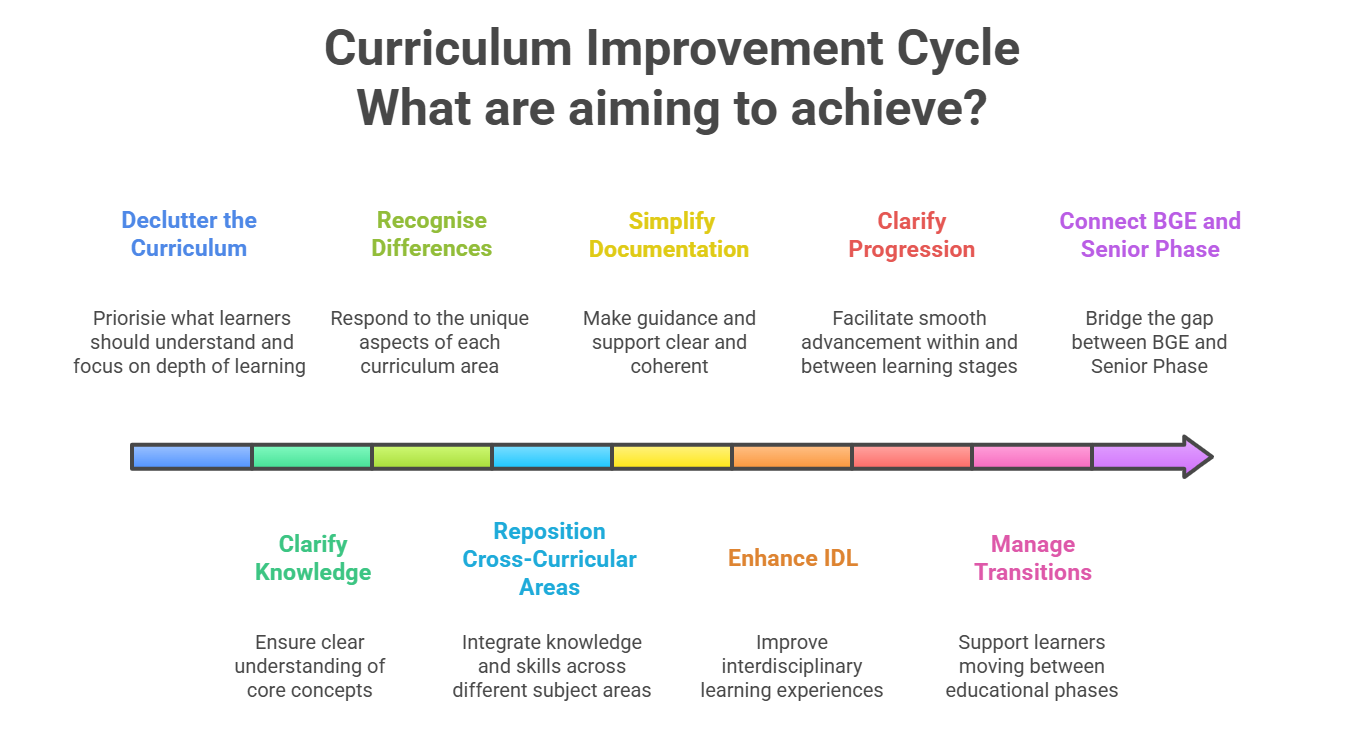 Curriculum Improvement Cycle
What are aiming to achieve?
Declutter the
Curriculum
Priorisie what learners
should understand and
focus on depth of learning
Recognise
Differences
Respond to the unique
aspects of each
curriculum area
Simplify
Documentation
Make guidance and
support clear and
coherent
Clarify
Progression
Facilitate smooth
advancement within and
between learning stages
Connect BGE and
Senior Phase
Bridge the gap
between BGE and
Senior Phase
Clarify
Knowledge
Ensure clear
understanding of
core concepts
Reposition
Cross-Curricular
Areas
Integrate knowledge
and skills across
different subject areas
Enhance IDL
Improve
interdisciplinary
learning experiences
Manage
Transitions
Support learners
moving between
educational phases